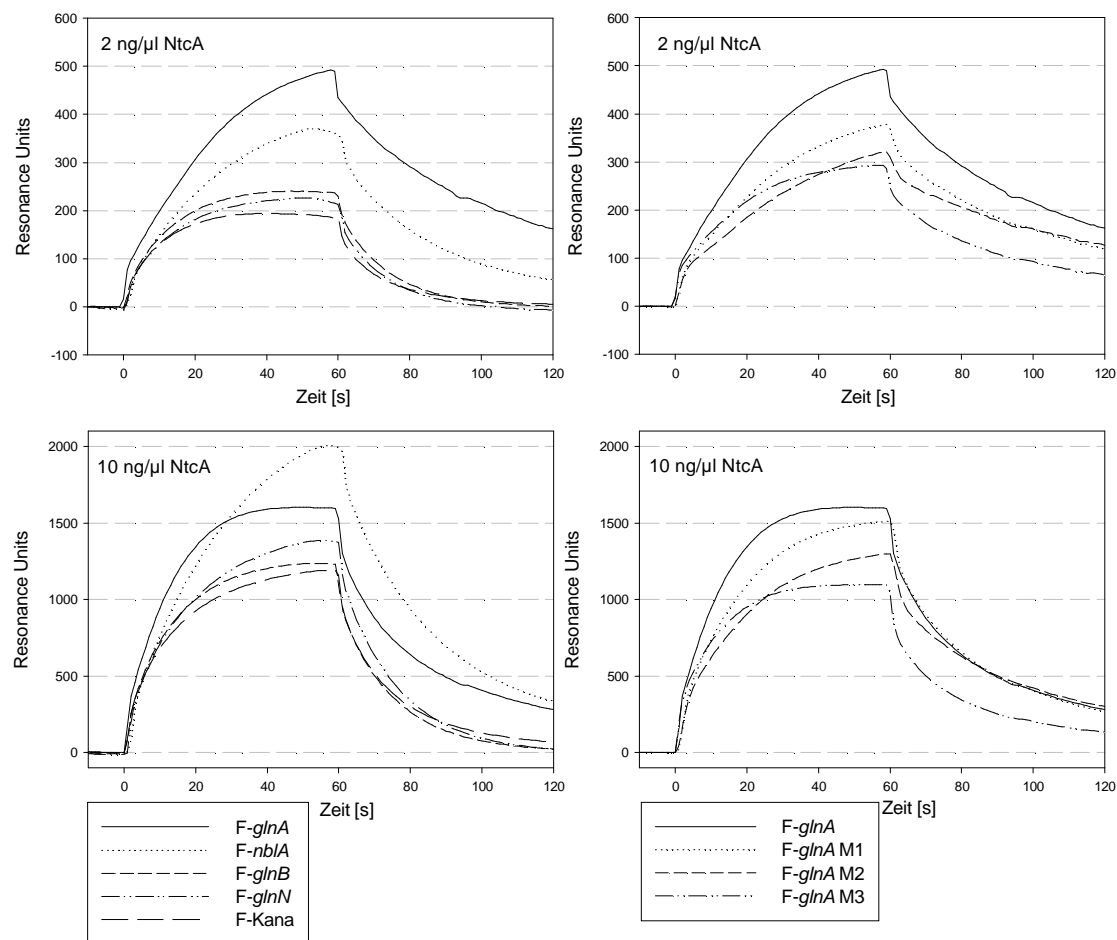 600
500
400
300
200
100
0
-100
Resonance Units
2 ng/µl NtcA
0 20 40 60 80 100 120
Zeit [s]
600
500
400
300
200
100
0
-100
Resonance Units
2 ng/µl NtcA
0 20 40 60 80 100 120
Zeit [s]
2000
1500
1000
500
0
Resonance Units
10 ng/µl NtcA
0 20 40 60 80 100 120
Zeit [s]
F-glnA
F-nblA
F-glnB
F-glnN
F-Kana
2000
1500
1000
500
0
Resonance Units
10 ng/µl NtcA
0 20 40 60 80 100 120
Zeit [s]
F-glnA
F-glnA M1
F-glnA M2
F-glnA M3